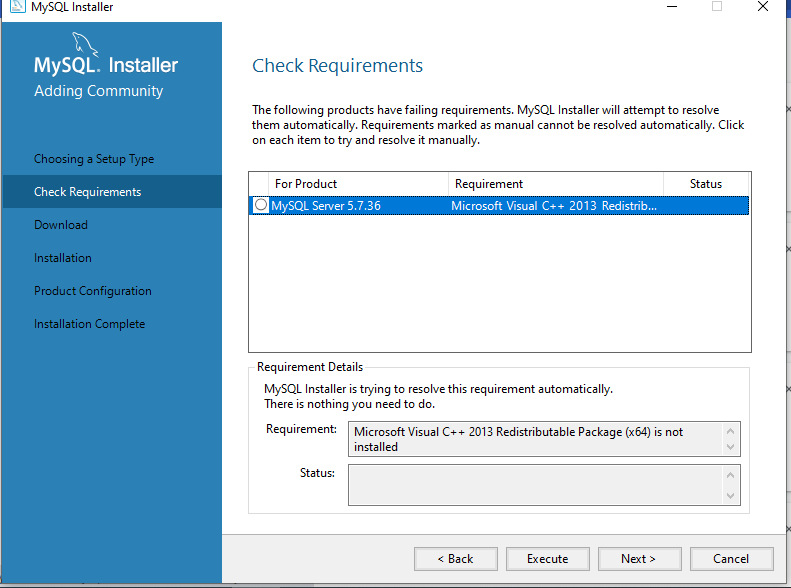 MySQL Installer
MySQL. Installer
Adding Community
Choosing a Setup Type
Check Requirements
Download
Installation
Product Configuration
Installation Complete
Check Requirements
The following products have failing requirements. MySQL Installer will attempt to resolve
them automatically. Requirements marked as manual cannot be resolved automatically. Click
on each item to try and resolve it manually.
For Product Requirement Status
MySQL Server 5.7.36 Microsoft Visual C++ 2013 Redistrib...
Requirement Details
MySQL Installer is trying to resolve this requirement automatically.
There is nothing you need to do.
Requirement: Microsoft Visual C++ 2013 Redistributable Package (x64) is not
installed
Status:
< Back Execute Next > Cancel